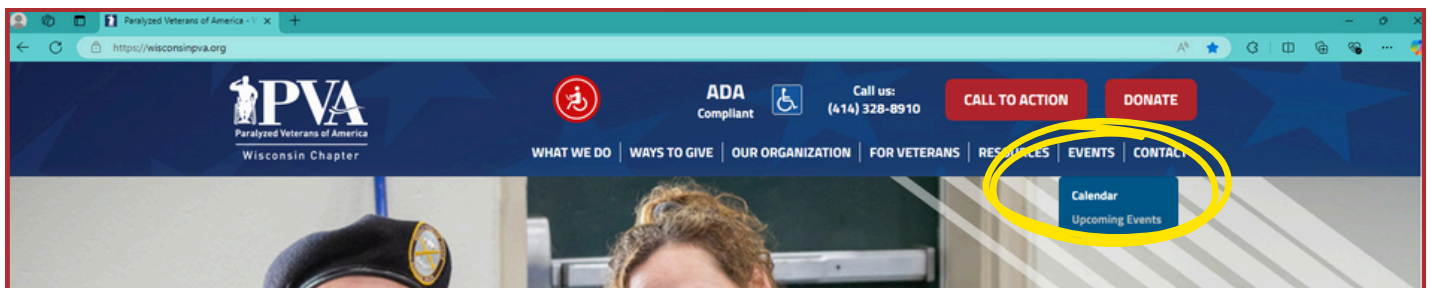 Paralyzed Veterans of America - 
https://wisconsinpva.org
PVA
Paralyzed Veterans of America
Wisconsin Chapter
ADA
Compliant
Call us:
(414) 328-8910
CALL TO ACTION
DONATE
WHAT WE DO | WAYS TO GIVE | OUR ORGANIZATION | FOR VETERANS | RESOURCES | EVENTS | CONTACT
Calendar
Upcoming Events